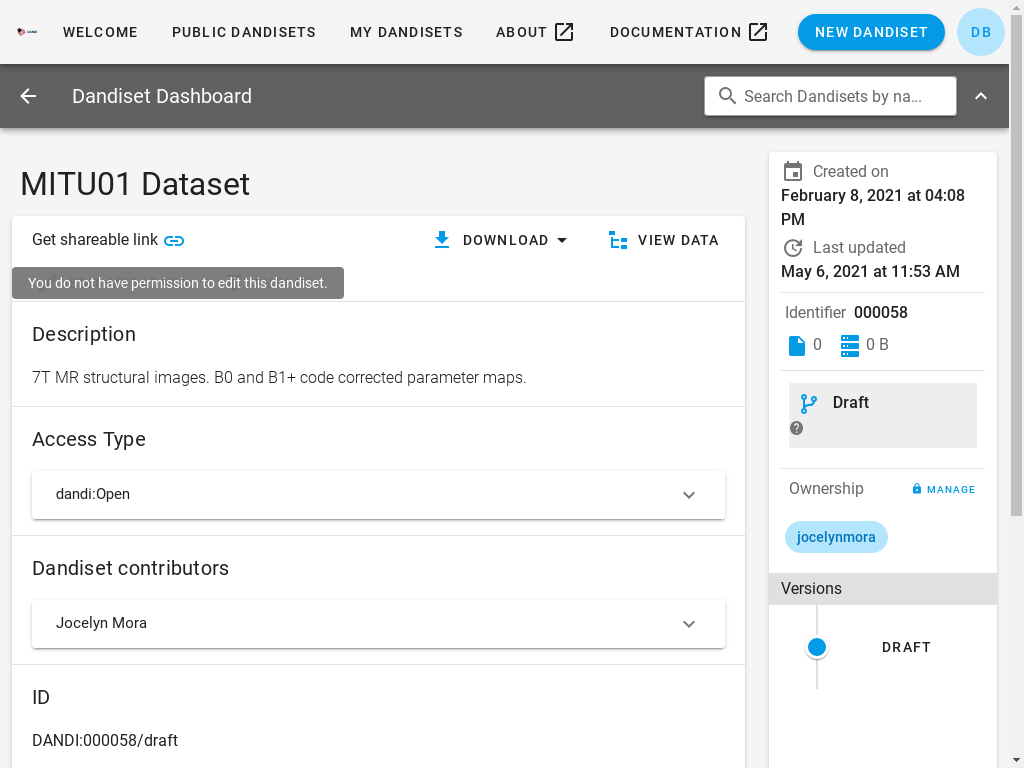 WELCOME PUBLIC DANDISETS MY DANDISETS ABOUT DOCUMENTATION NEW DANDISET DB
Dandiset Dashboard Search Dandisets by na...
MITU01 Dataset
Get shareable link DOWNLOAD VIEW DATA
You do not have permission to edit this dandiset.
Description
7T MR structural images. B0 and B1+ code corrected parameter maps.
Access Type
dandi:Open
Dandiset contributors
Jocelyn Mora
ID
DANDI:000058/draft
Created on
February 8, 2021 at 04:08
PM
Last updated
May 6, 2021 at 11:53 AM
Identifier 000058
0 0 B
Draft
Ownership MANAGE
jocelynmora
Versions
DRAFT